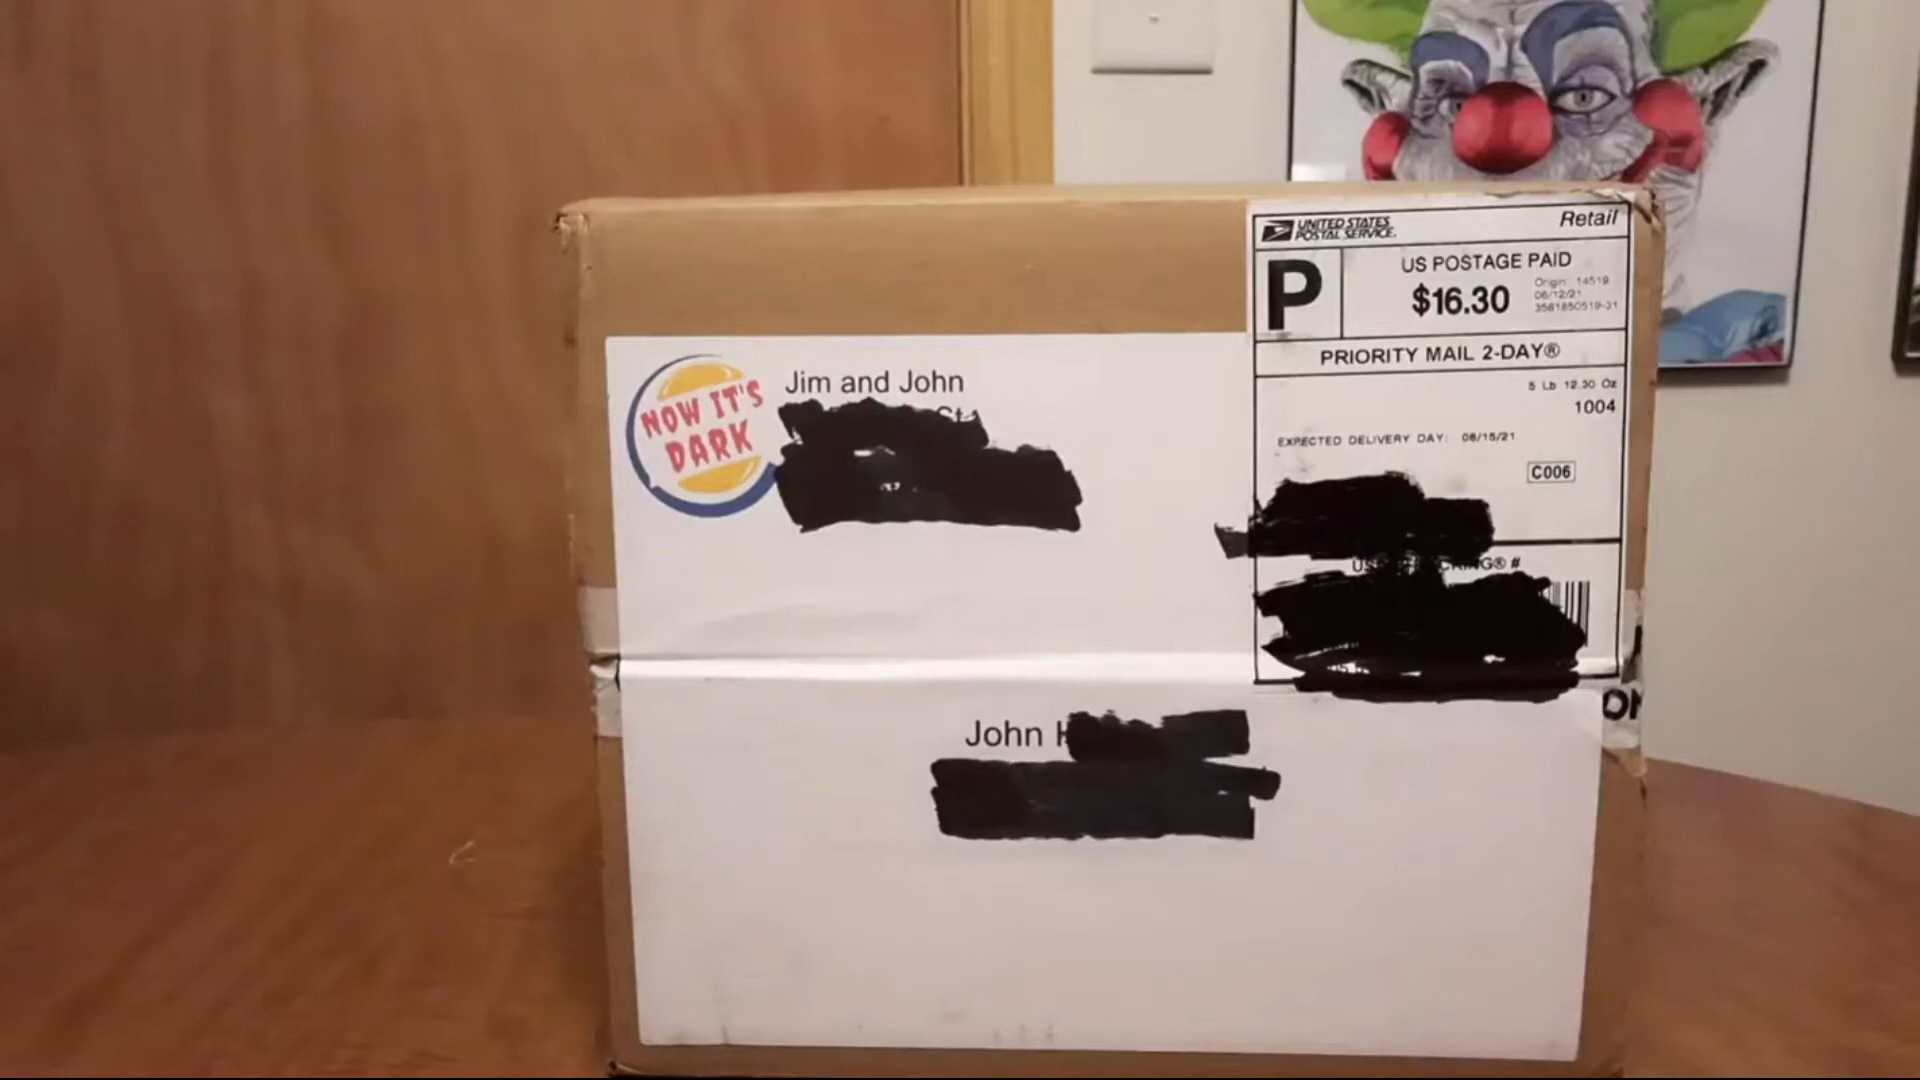 UNITED STATES
POSTAL SERVICE.
Retail
P
US POSTAGE PAID
$16.30
Origin: 14519
06/12/21
3561850519-31
PRIORITY MAIL 2-DAY®
5 Lb 12.30 Oz
1004
EXPECTED DELIVERY DAY: 06/15/21
C006
NOW IT'S
DARK
Jim and John
John